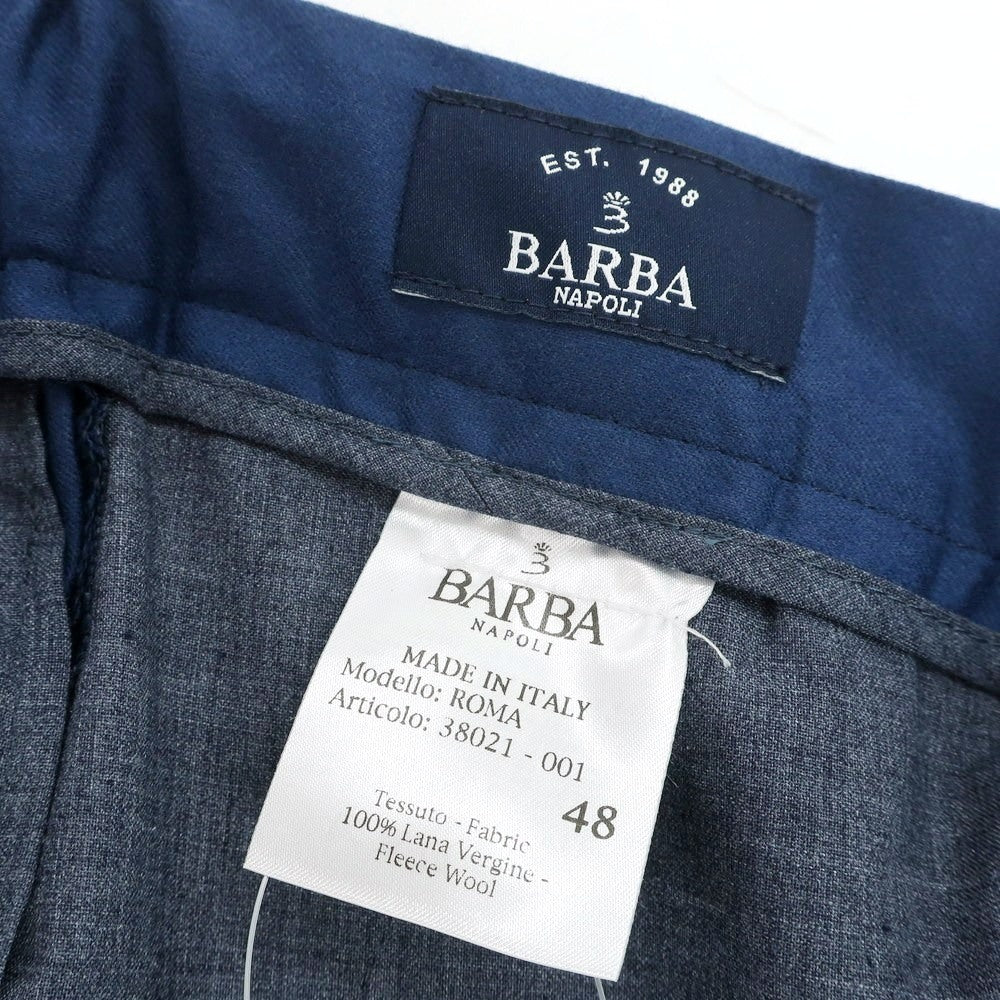 EST. 1988
BARBA
NAPOLI
BARBA
NAPOLI
MADE IN ITALY
Modello: ROMA
Articolo: 38021 - 001
48
Tessuto - Fabric
100% Lana Vergine -
Fleece Wool